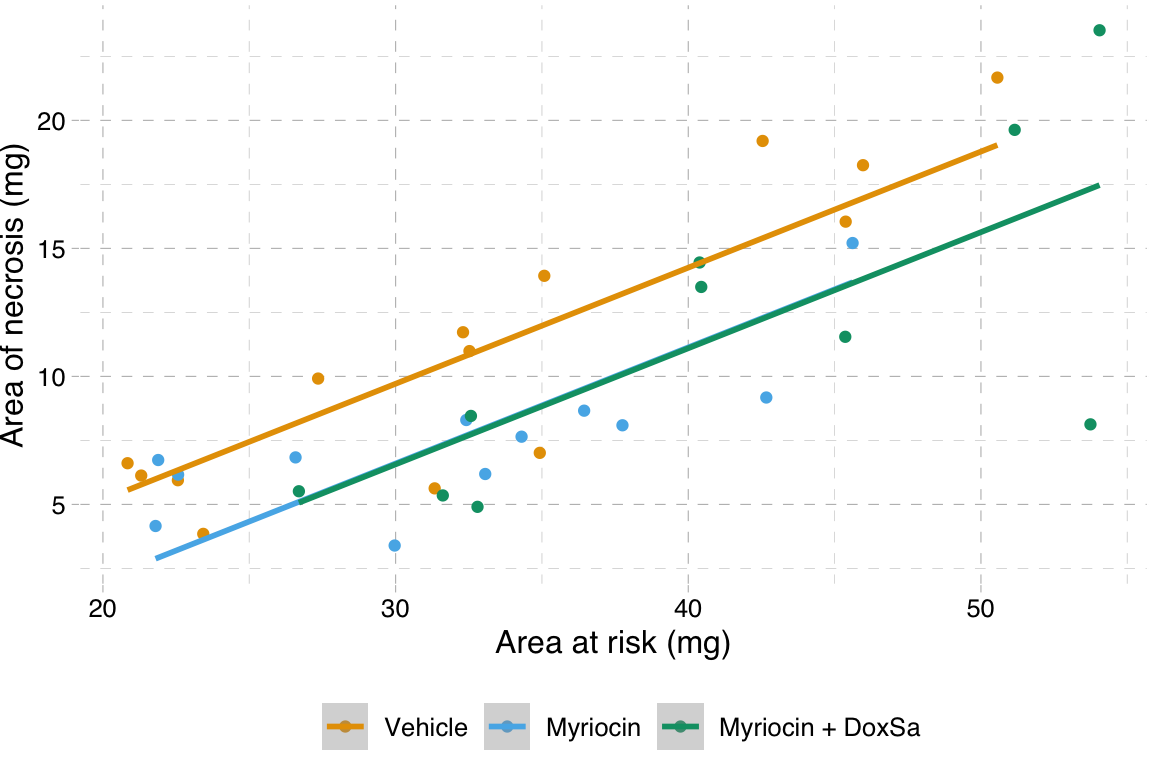 Area of necrosis (mg)
20
15
10
5
20 30 40 50
Area at risk (mg)
Vehicle Myriocin Myriocin + DoxSa